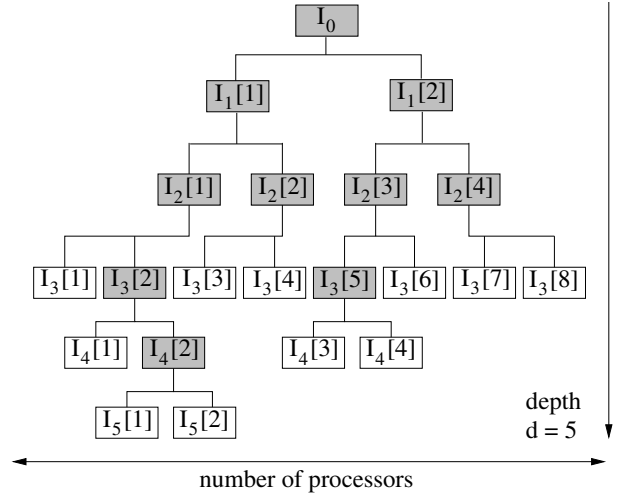 I₀
I₁[1] I₁[2]
I₂[1] I₂[2] I₂[3] I₂[4]
I₃[1] I₃[2] I₃[3] I₃[4] I₃[5] I₃[6] I₃[7] I₃[8]
I₄[1] I₄[2] I₄[3] I₄[4]
I₅[1] I₅[2]
depth
d = 5
number of processors